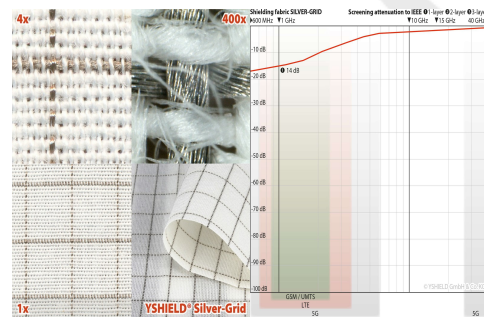 4x
400x
1x
YSHIELD® Silver-Grid
Shielding fabric SILVER-GRID
Screening attenuation to IEEE ❶1-layer ❷2-layer ❸3-laye
▼600 MHz ▼1 GHz ▼10 GHz ▼15 GHz 40 GHz
-10 dB
❶ 14 dB
-20 dB
-30 dB
-40 dB
-50 dB
-60 dB
-70 dB
-80 dB
-90 dB
-100 dB
© YSHIELD GmbH & Co. KG
GSM / UMTS
LTE
5G
5G